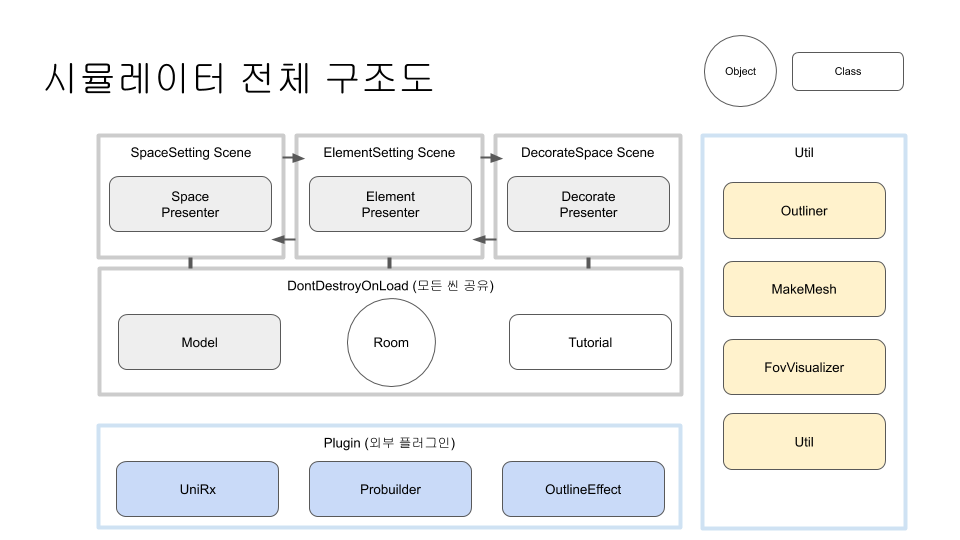 시뮬레이터 전체 구조도
Object
Class
SpaceSetting Scene
Space
Presenter
ElementSetting Scene
Element
Presenter
DecorateSpace Scene
Decorate
Presenter
DontDestroyOnLoad (모든 씬 공유)
Model
Room
Tutorial
Plugin (외부 플러그인)
UniRx
Probuilder
OutlineEffect
Util
Outliner
MakeMesh
FovVisualizer
Util